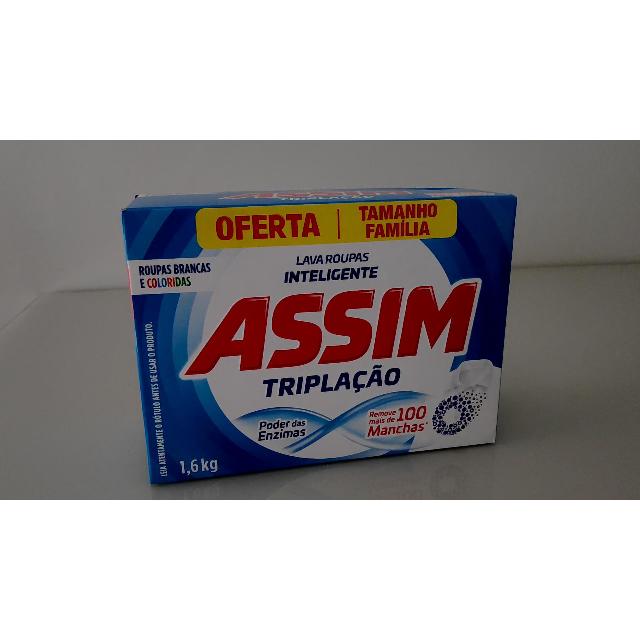 OFERTA
TAMANHO
FAMÍLIA
LAVA ROUPAS
INTELIGENTE
ROUPAS BRANCAS
E COLORIDAS
ASSIM
TRIPLAÇÃO
Poder das
Enzimas
Remove
mais de 100
Manchas*
LEIA ATENTAMENTE O RÓTULO ANTES DE USAR O PRODUTO.
1,6 kg